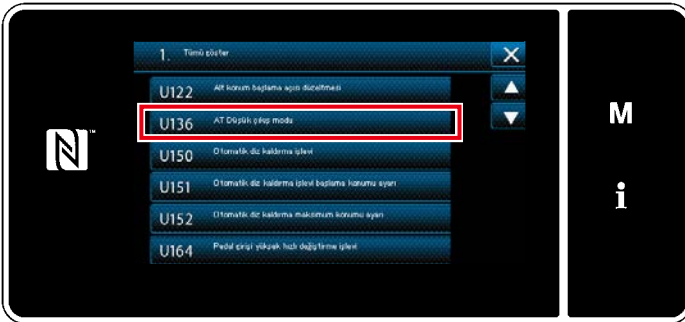 1. Tümü göster
U122 Alt konum başlama açısı düzeltmesi
U136 AT Düşük çıkış modu
U150 Otomatik diz kaldırma işlevi
U151 Otomatik diz kaldırma işlevi başlama konumu ayarı
U152 Otomatik diz kaldırma maksimum konumu ayarı
U164 Pedal girişi yüksek hızlı değiştirme işlevi
N
M
i